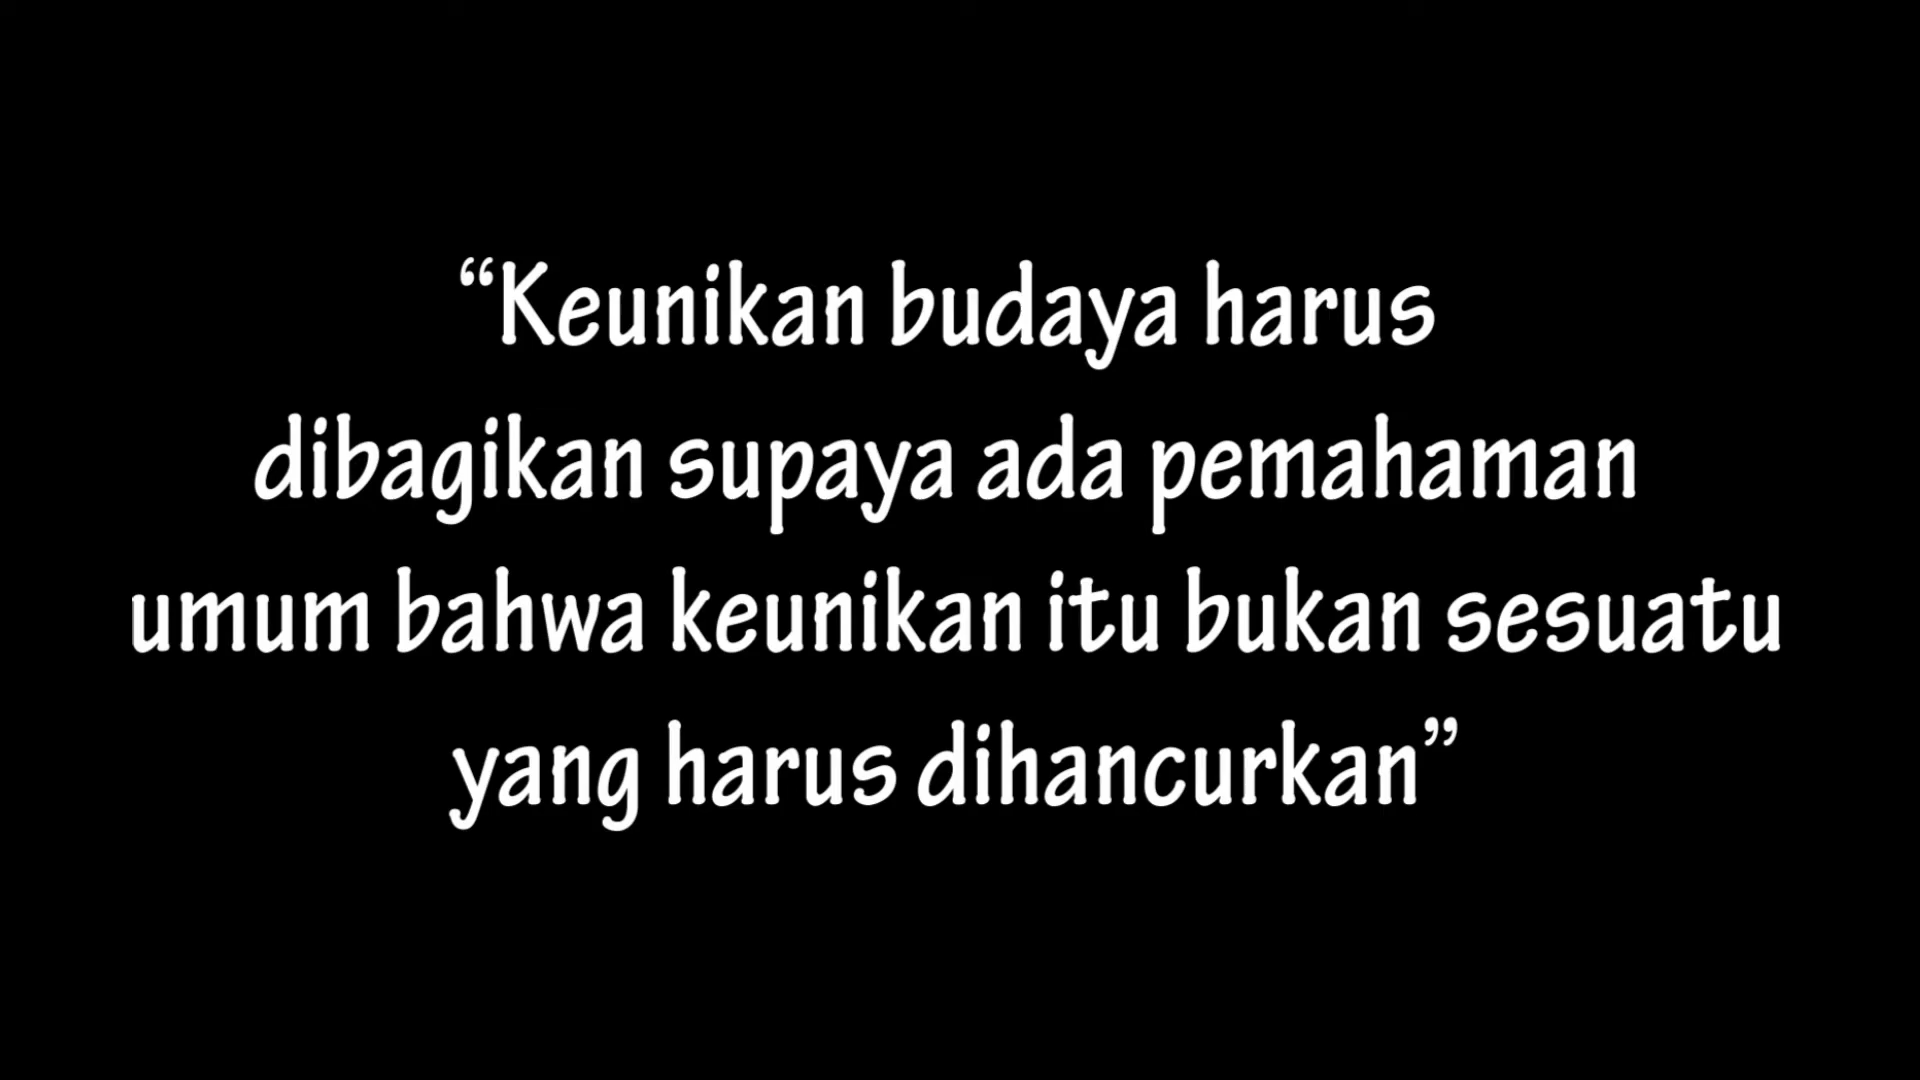 “Keunikan budaya harus
dibagikan supaya ada pemahaman
umum bahwa keunikan itu bukan sesuatu
yang harus dihancurkan”